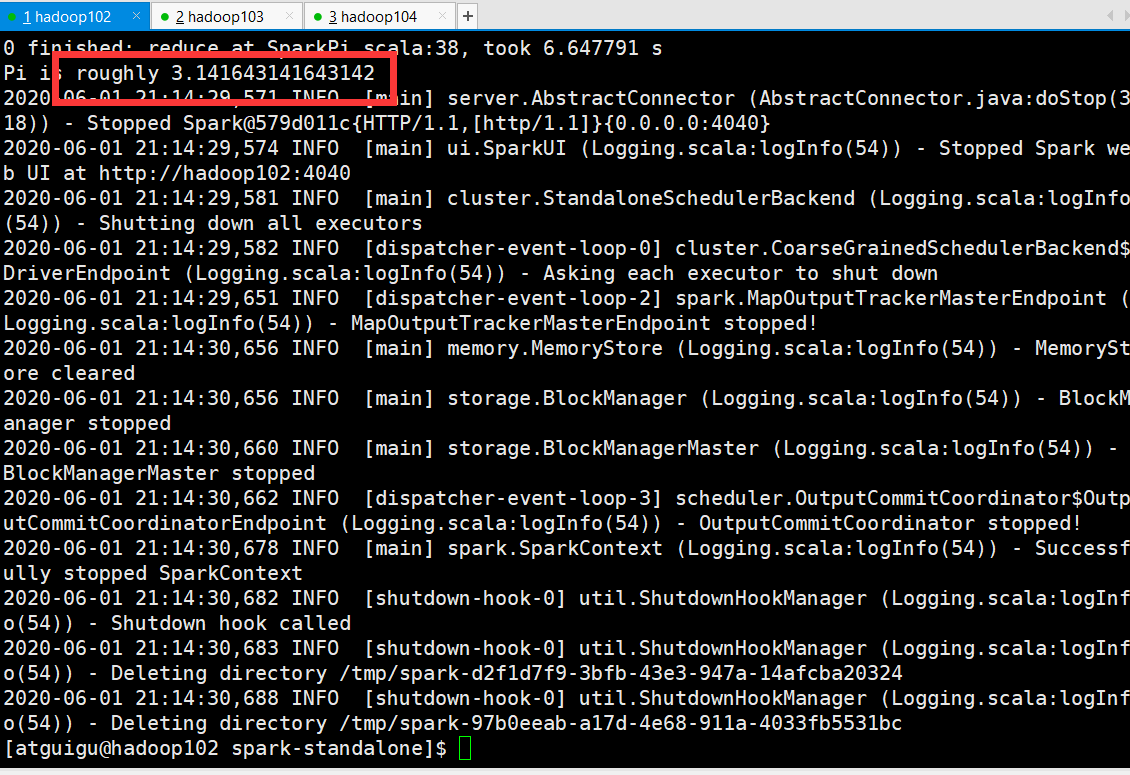 1 hadoop102 × 2 hadoop103 × 3 hadoop104 × +
0 finished: reduce at SparkPi.scala:38, took 6.647791 s
Pi is roughly 3.141643141643142
2020-06-01 21:14:29,571 INFO  [main] server.AbstractConnector (AbstractConnector.java:doStop(3
18)) - Stopped Spark@579d011c{HTTP/1.1,[http/1.1]}{0.0.0.0:4040}
2020-06-01 21:14:29,574 INFO  [main] ui.SparkUI (Logging.scala:logInfo(54)) - Stopped Spark we
b UI at http://hadoop102:4040
2020-06-01 21:14:29,581 INFO  [main] cluster.StandaloneSchedulerBackend (Logging.scala:logInfo
(54)) - Shutting down all executors
2020-06-01 21:14:29,582 INFO  [dispatcher-event-loop-0] cluster.CoarseGrainedSchedulerBackend$
DriverEndpoint (Logging.scala:logInfo(54)) - Asking each executor to shut down
2020-06-01 21:14:29,651 INFO  [dispatcher-event-loop-2] spark.MapOutputTrackerMasterEndpoint (
Logging.scala:logInfo(54)) - MapOutputTrackerMasterEndpoint stopped!
2020-06-01 21:14:30,656 INFO  [main] memory.MemoryStore (Logging.scala:logInfo(54)) - MemorySt
ore cleared
2020-06-01 21:14:30,656 INFO  [main] storage.BlockManager (Logging.scala:logInfo(54)) - BlockM
anager stopped
2020-06-01 21:14:30,660 INFO  [main] storage.BlockManagerMaster (Logging.scala:logInfo(54)) -
BlockManagerMaster stopped
2020-06-01 21:14:30,662 INFO  [dispatcher-event-loop-3] scheduler.OutputCommitCoordinator$Outp
utCommitCoordinatorEndpoint (Logging.scala:logInfo(54)) - OutputCommitCoordinator stopped!
2020-06-01 21:14:30,678 INFO  [main] spark.SparkContext (Logging.scala:logInfo(54)) - Successf
ully stopped SparkContext
2020-06-01 21:14:30,682 INFO  [shutdown-hook-0] util.ShutdownHookManager (Logging.scala:logInf
o(54)) - Shutdown hook called
2020-06-01 21:14:30,683 INFO  [shutdown-hook-0] util.ShutdownHookManager (Logging.scala:logInf
o(54)) - Deleting directory /tmp/spark-d2f1d7f9-3bfb-43e3-947a-14afcba20324
2020-06-01 21:14:30,688 INFO  [shutdown-hook-0] util.ShutdownHookManager (Logging.scala:logInf
o(54)) - Deleting directory /tmp/spark-97b0eeab-a17d-4e68-911a-4033fb5531bc
[atguigu@hadoop102 spark-standalone]$